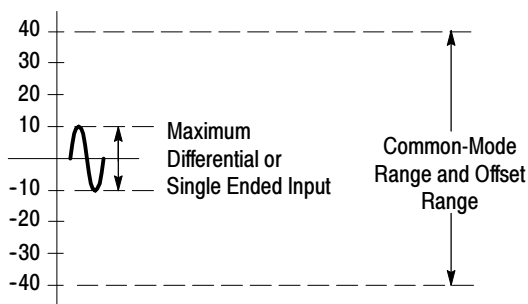 40
30
20
10
-10
-20
-30
-40
Maximum
Differential or
Single Ended Input
Common-Mode
Range and Offset
Range